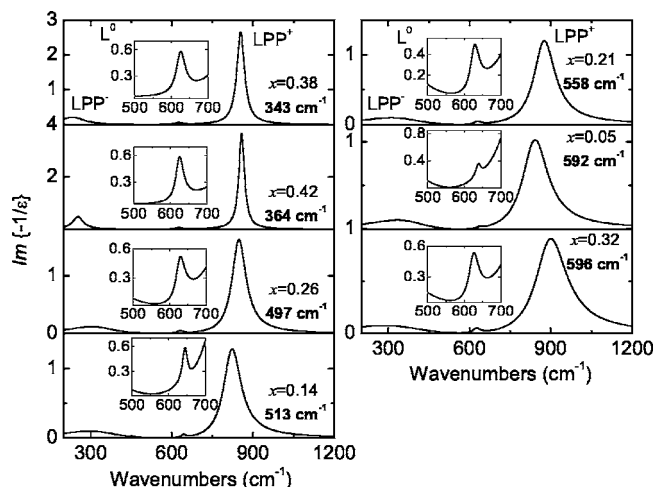 Im {-1/ε}
3
2
1
4
L⁰
LPP⁺
LPP⁻
0.6
0.3
500 600 700
x=0.38
343 cm⁻¹
2
0.6
0.3
500 600 700
x=0.42
364 cm⁻¹
1
0
0.6
0.3
500 600 700
x=0.26
497 cm⁻¹
1
0
0.6
0.3
500 600 700
x=0.14
513 cm⁻¹
300 600 900 1200
Wavenumbers (cm⁻¹)
1
0
L⁰
LPP⁺
LPP⁻
0.4
0.2
500 600 700
x=0.21
558 cm⁻¹
1
0.8
0.4
500 600 700
x=0.05
592 cm⁻¹
1
0
0.6
0.3
500 600 700
x=0.32
596 cm⁻¹
300 600 900 1200
Wavenumbers (cm⁻¹)